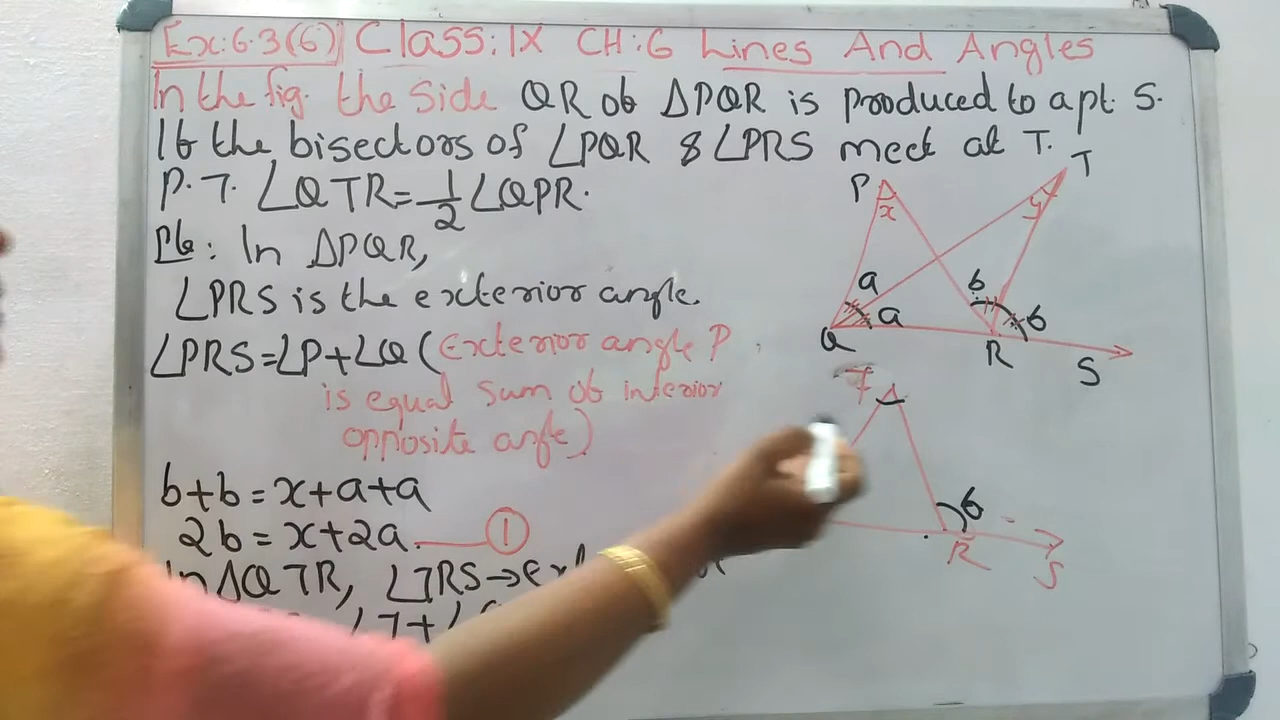 Ex:6.3(6) Class:IX CH:6 Lines And Angles
In the fig. the side QR of ΔPQR is produced to a pt. S.
If the bisectors of ∠PQR & ∠PRS meet at T.
P.T. ∠QTR=1/2∠QPR.
Pf: In ΔPQR,
∠PRS is the exterior angle.
∠PRS=∠P+∠Q (Exterior angle P
is equal sum of interior
opposite angle)
b+b=x+a+a
2b=x+2a. ① 
In ΔQTR, ∠TRS→
∠T+∠
P
x
T
y
a
a
b
b
Q
R
S
T
b
R
S